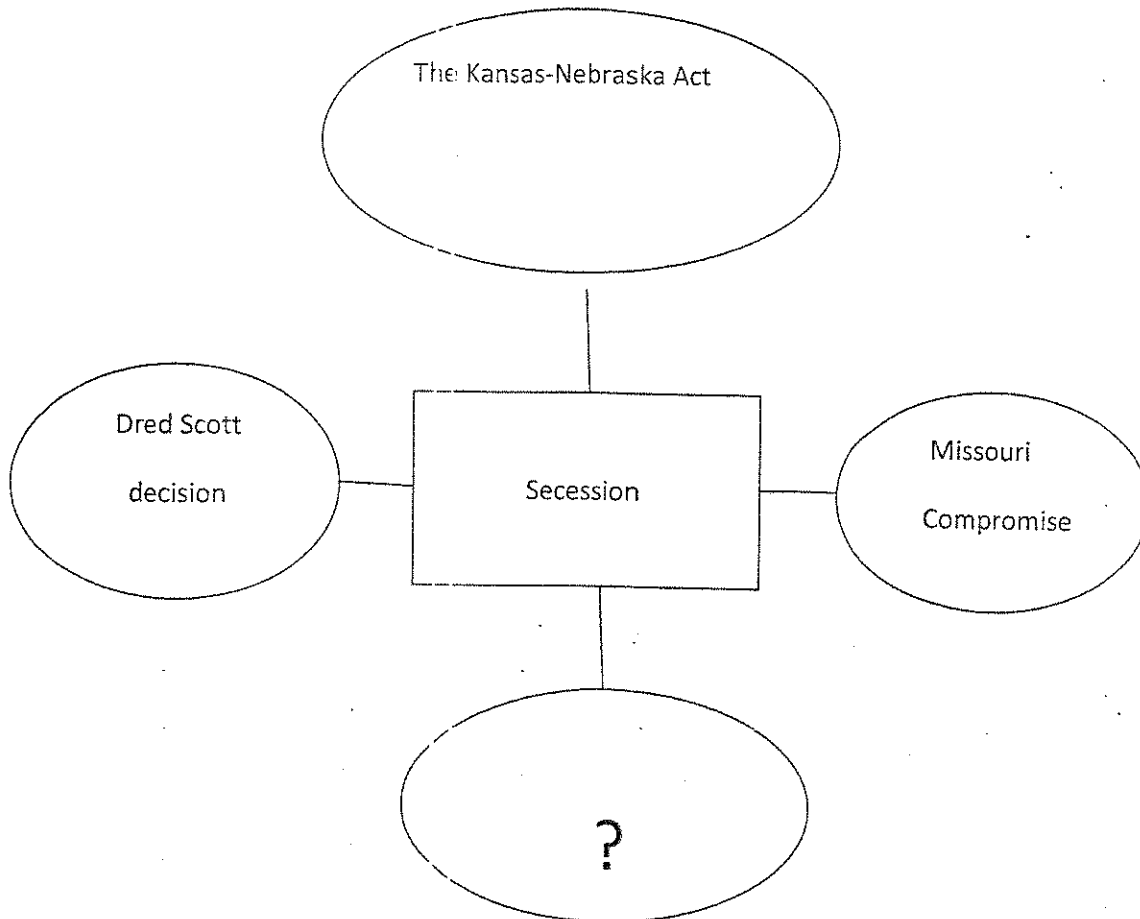 The Kansas-Nebraska Act
Dred Scott
decision
Secession
Missouri
Compromise
?